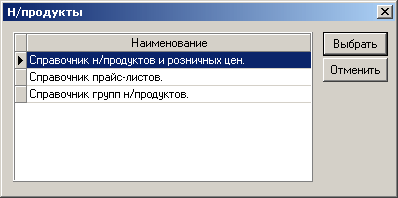 Н/продукты
Наименование
Выбрать
Справочник н/продуктов и розничных цен.
Отменить
Справочник прайс-листов.
Справочник групп н/продуктов.